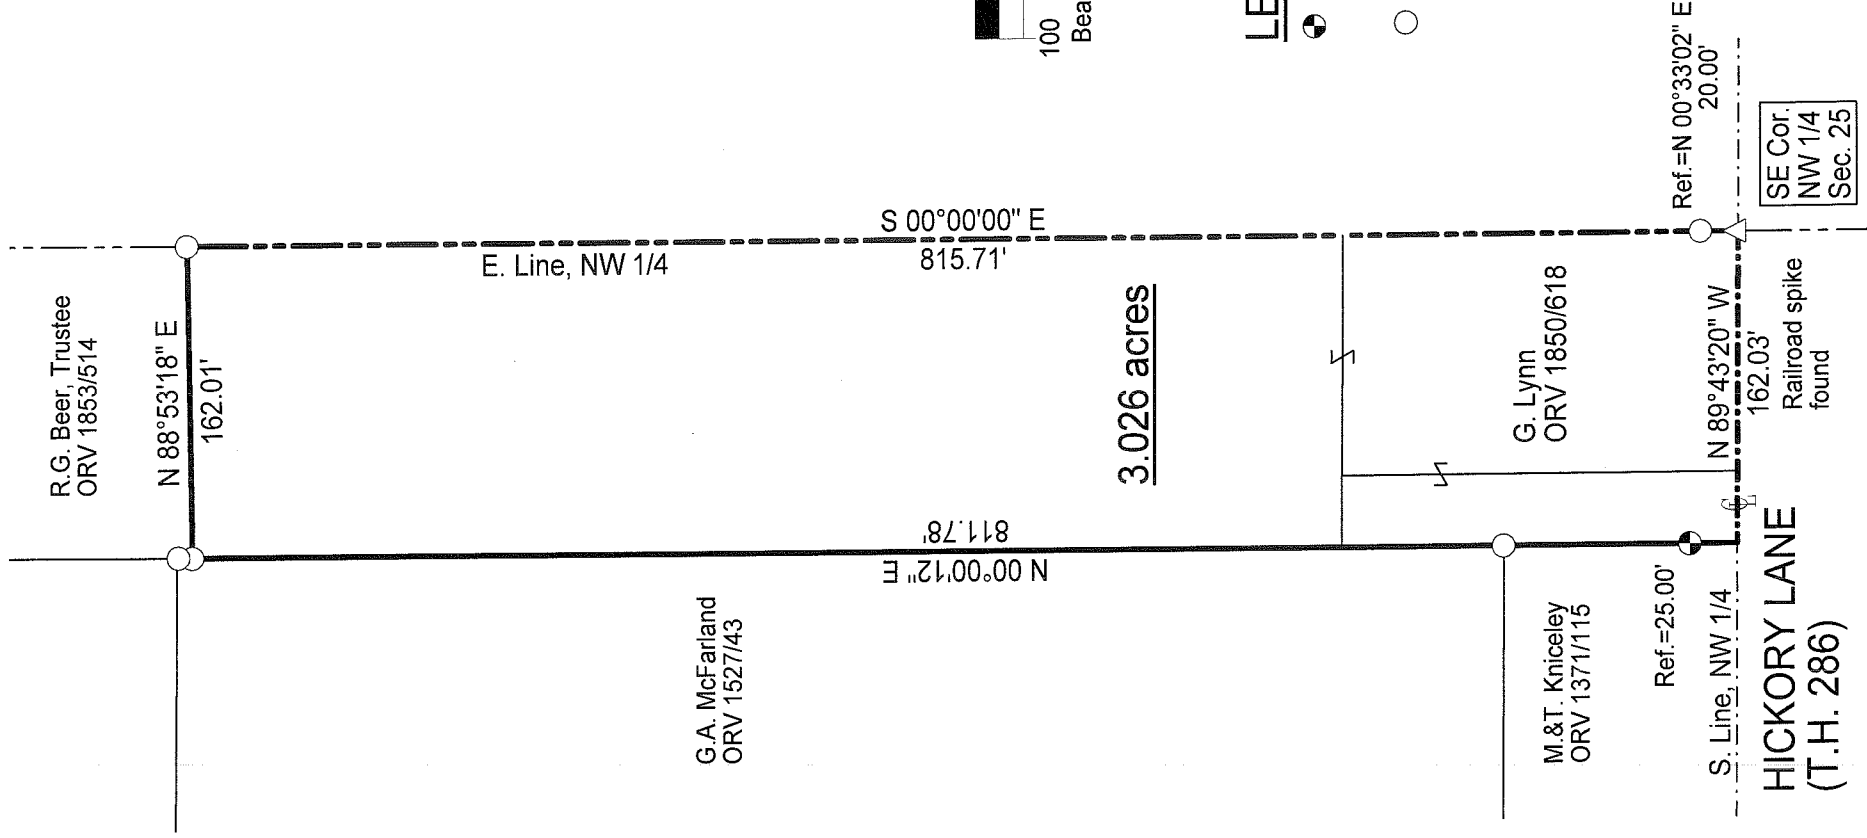 R.G. Beer, Trustee
ORV 1853/514
N 88°53'18" E
162.01'
E. Line, NW 1/4
S 00°00'00" E
815.71'
N 00°00'12" E
811.78'
3.026 acres
G.A. McFarland
ORV 1527/43
G. Lynn
ORV 1850/618
M.&T. Kniceley
ORV 1371/115
Ref.=25.00'
S. Line, NW 1/4
HICKORY LANE
(T.H. 286)
N 89°43'20" W
162.03'
Railroad spike
found
Ref.=N 00°33'02" E
20.00'
SE Cor.
NW 1/4
Sec. 25
100
Bea
LE